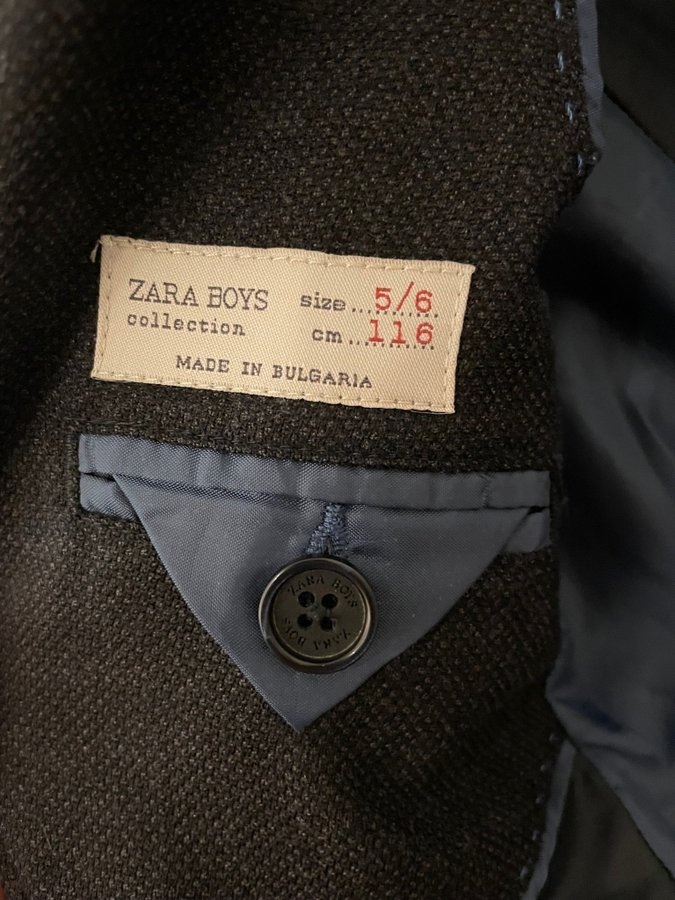 ZARA BOYS size...5/6
collection cm...116
MADE IN BULGARIA
ZARA BOYS
ZARA BOYS